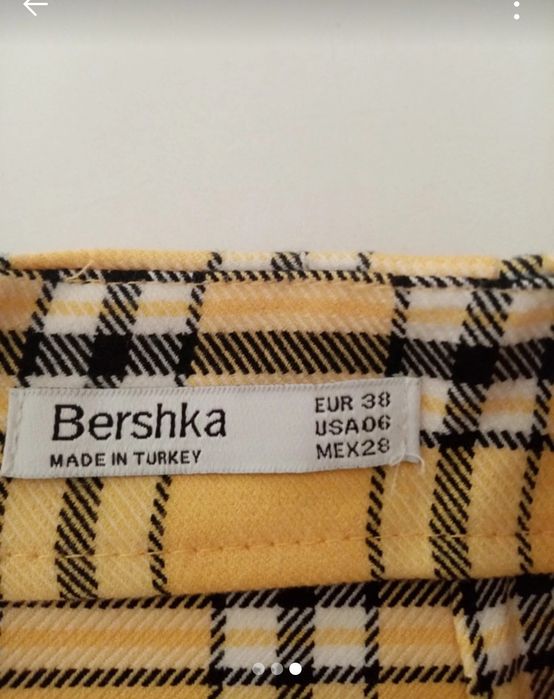 Bershka
MADE IN TURKEY
EUR 38
USA06
MEX28